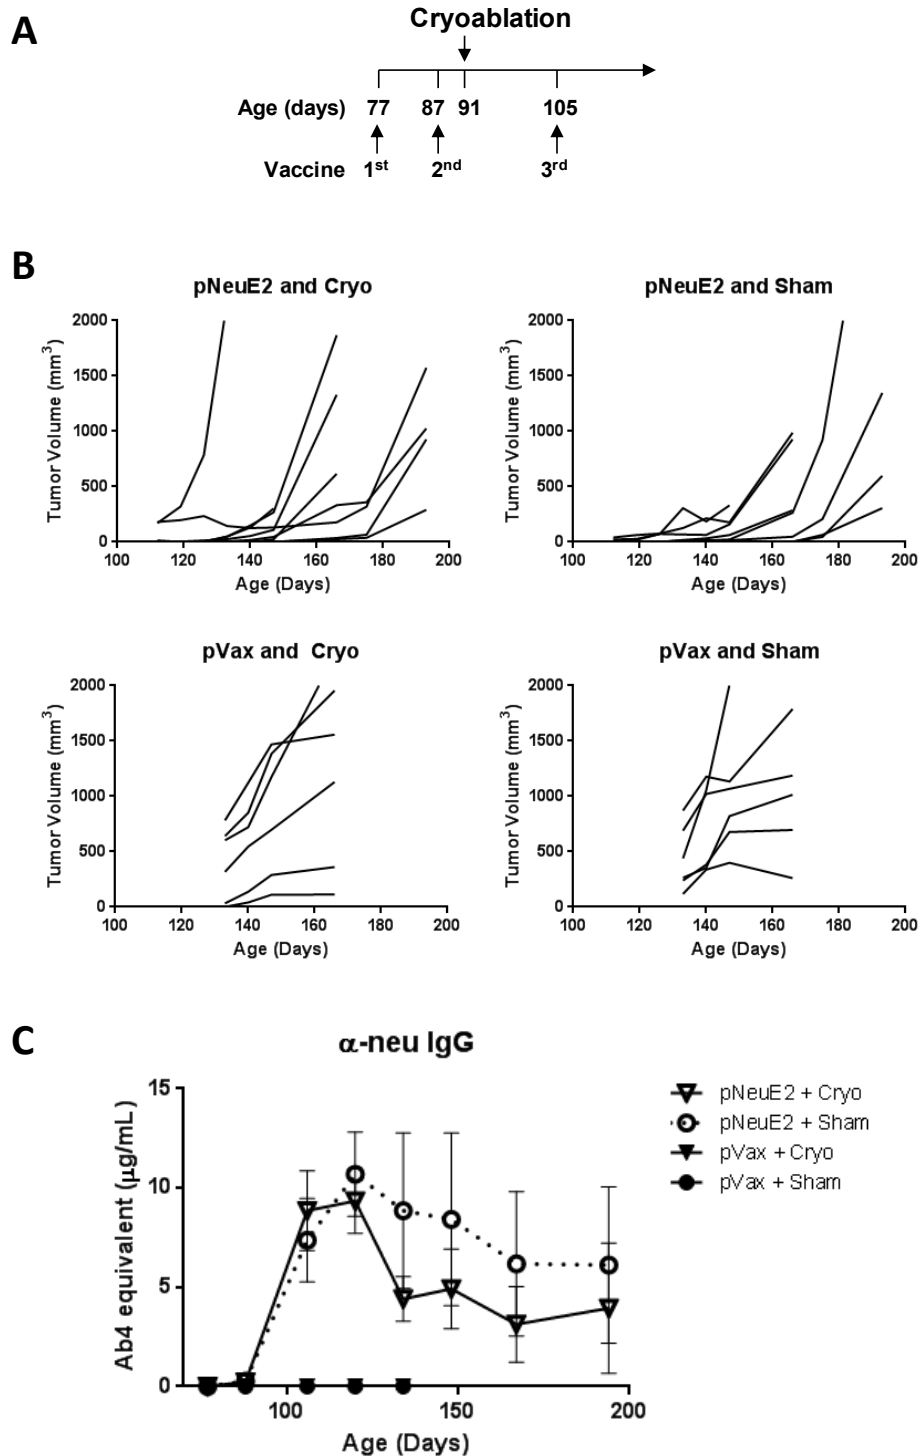 A
Cryoablation
Age (days) 77 87 91 105
Vaccine 1st 2nd 3rd
B
pNeuE2 and Cryo
Tumor Volume (mm3)
2000
1500
1000
500
0
100 120 140 160 180 200
Age (Days)
pNeuE2 and Sham
Tumor Volume (mm3)
2000
1500
1000
500
0
100 120 140 160 180 200
Age (Days)
pVax and Cryo
Tumor Volume (mm3)
2000
1500
1000
500
0
100 120 140 160 180 200
Age (Days)
pVax and Sham
Tumor Volume (mm3)
2000
1500
1000
500
0
100 120 140 160 180 200
Age (Days)
C
α-neu IgG
Ab4 equivalent (µg/mL)
15
10
5
0
100 150 200
Age (Days)
pNeuE2 + Cryo
pNeuE2 + Sham
pVax + Cryo
pVax + Sham